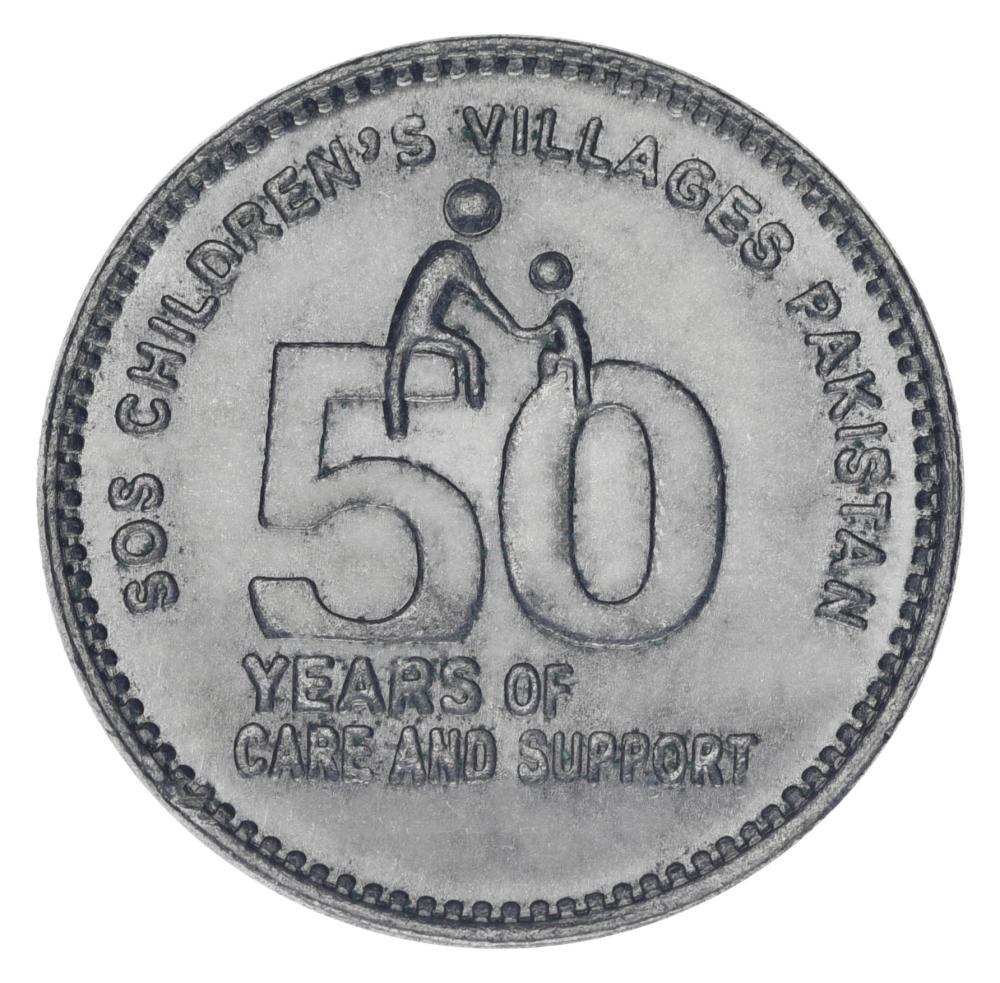 SOS CHILDREN'S VILLAGES PAKISTAN
50
YEARS OF
CARE AND SUPPORT